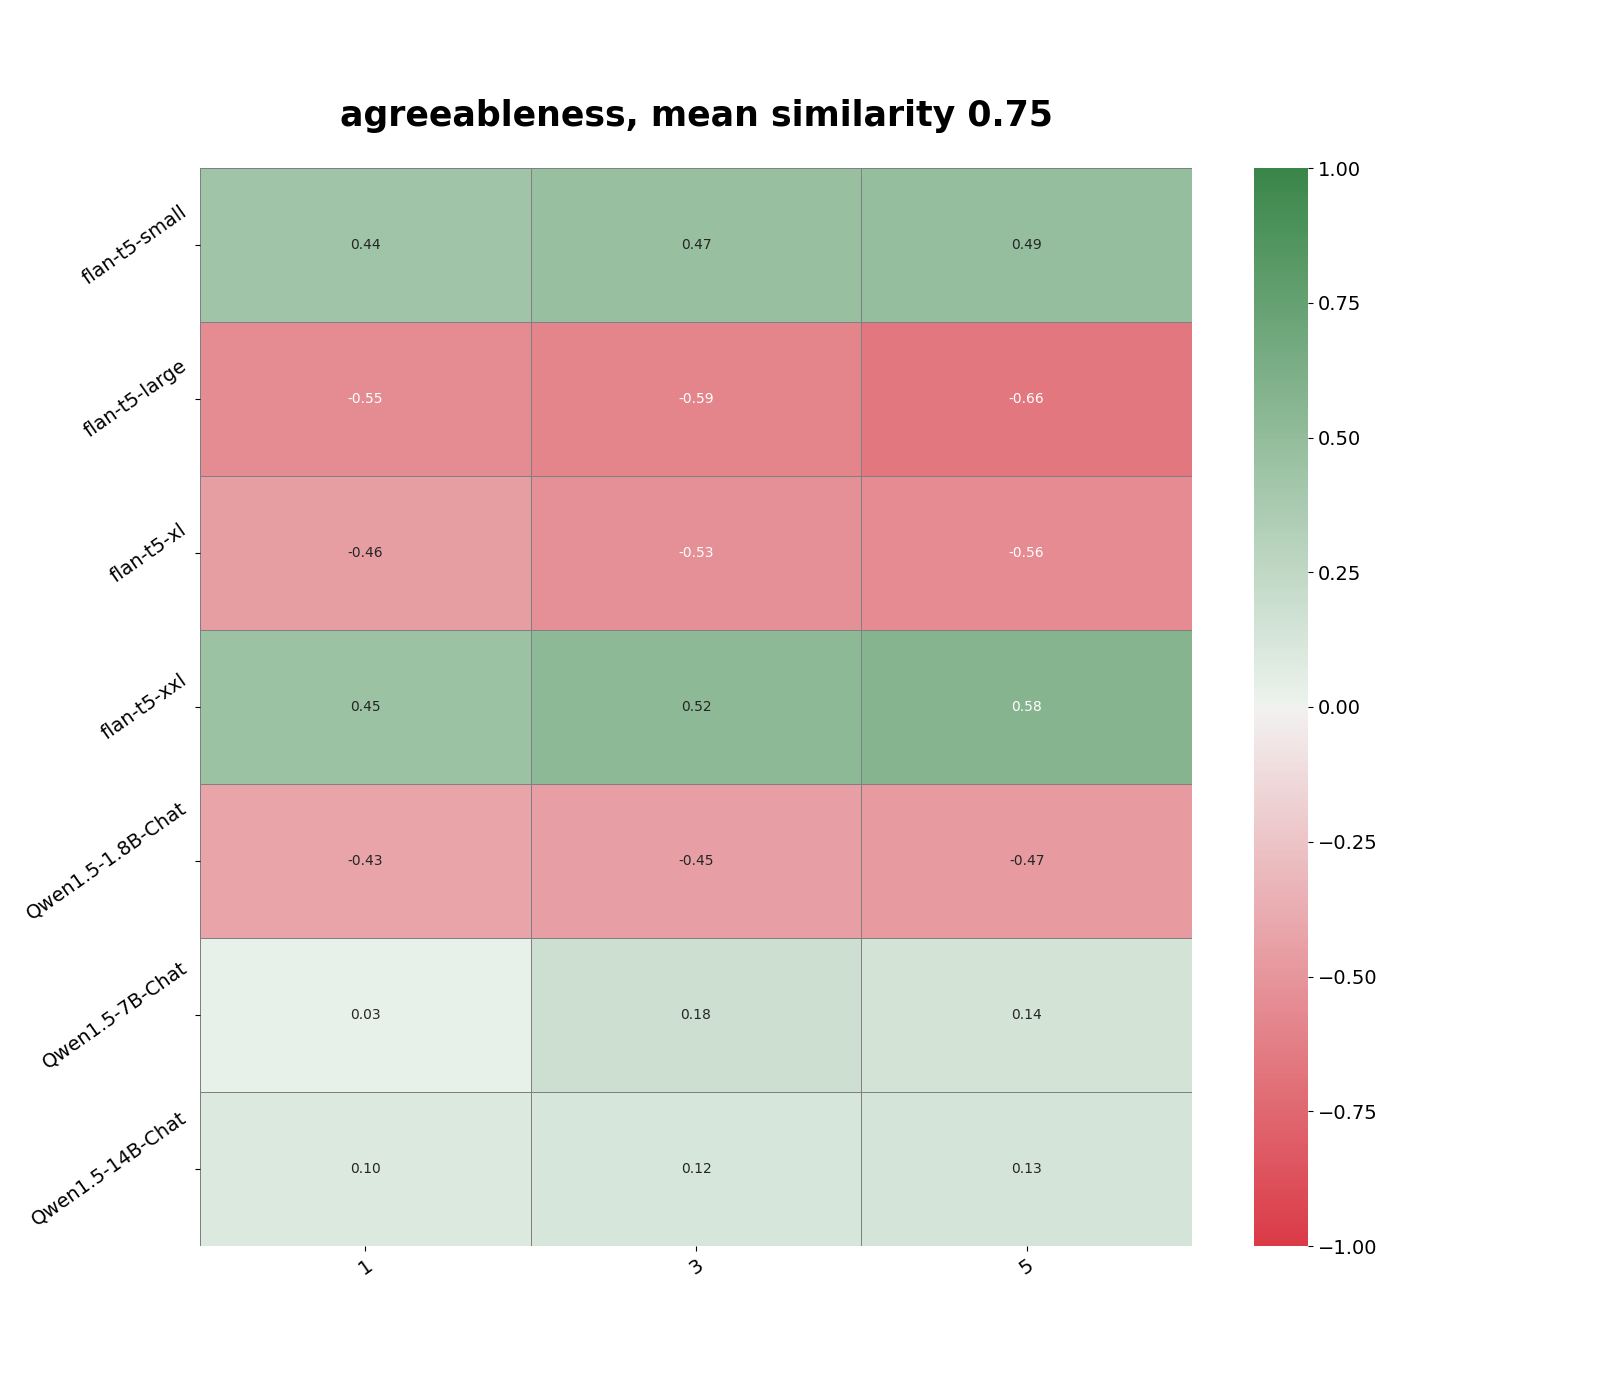 agreeableness, mean similarity 0.75
flan-t5-small 0.44 0.47 0.49
flan-t5-large -0.55 -0.59 -0.66
flan-t5-xl -0.46 -0.53 -0.56
flan-t5-xxl 0.45 0.52 0.58
Qwen1.5-1.8B-Chat -0.43 -0.45 -0.47
Qwen1.5-7B-Chat 0.03 0.18 0.14
Qwen1.5-14B-Chat 0.10 0.12 0.13
1 3 5
1.00
0.75
0.50
0.25
0.00
−0.25
−0.50
−0.75
−1.00